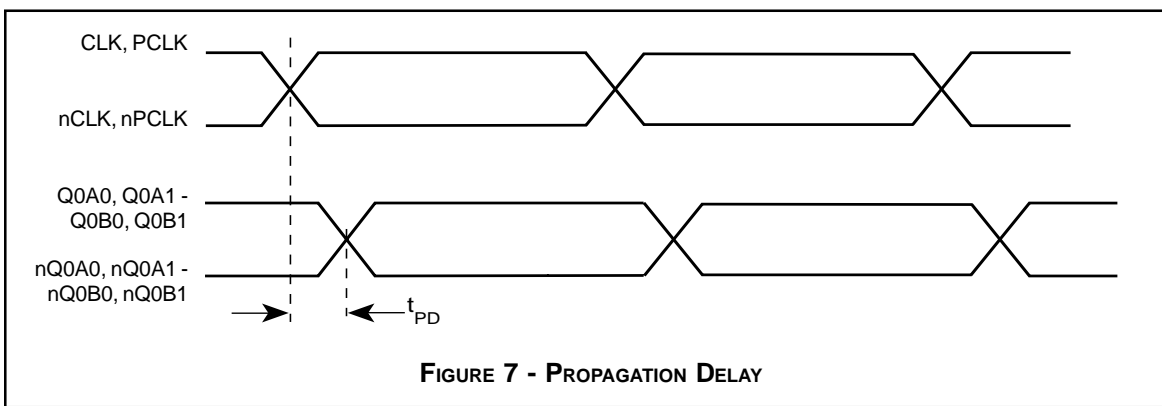 CLK, PCLK
nCLK, nPCLK
Q0A0, Q0A1 -
Q0B0, Q0B1
nQ0A0, nQ0A1 -
nQ0B0, nQ0B1
tPD
FIGURE 7 - PROPAGATION DELAY